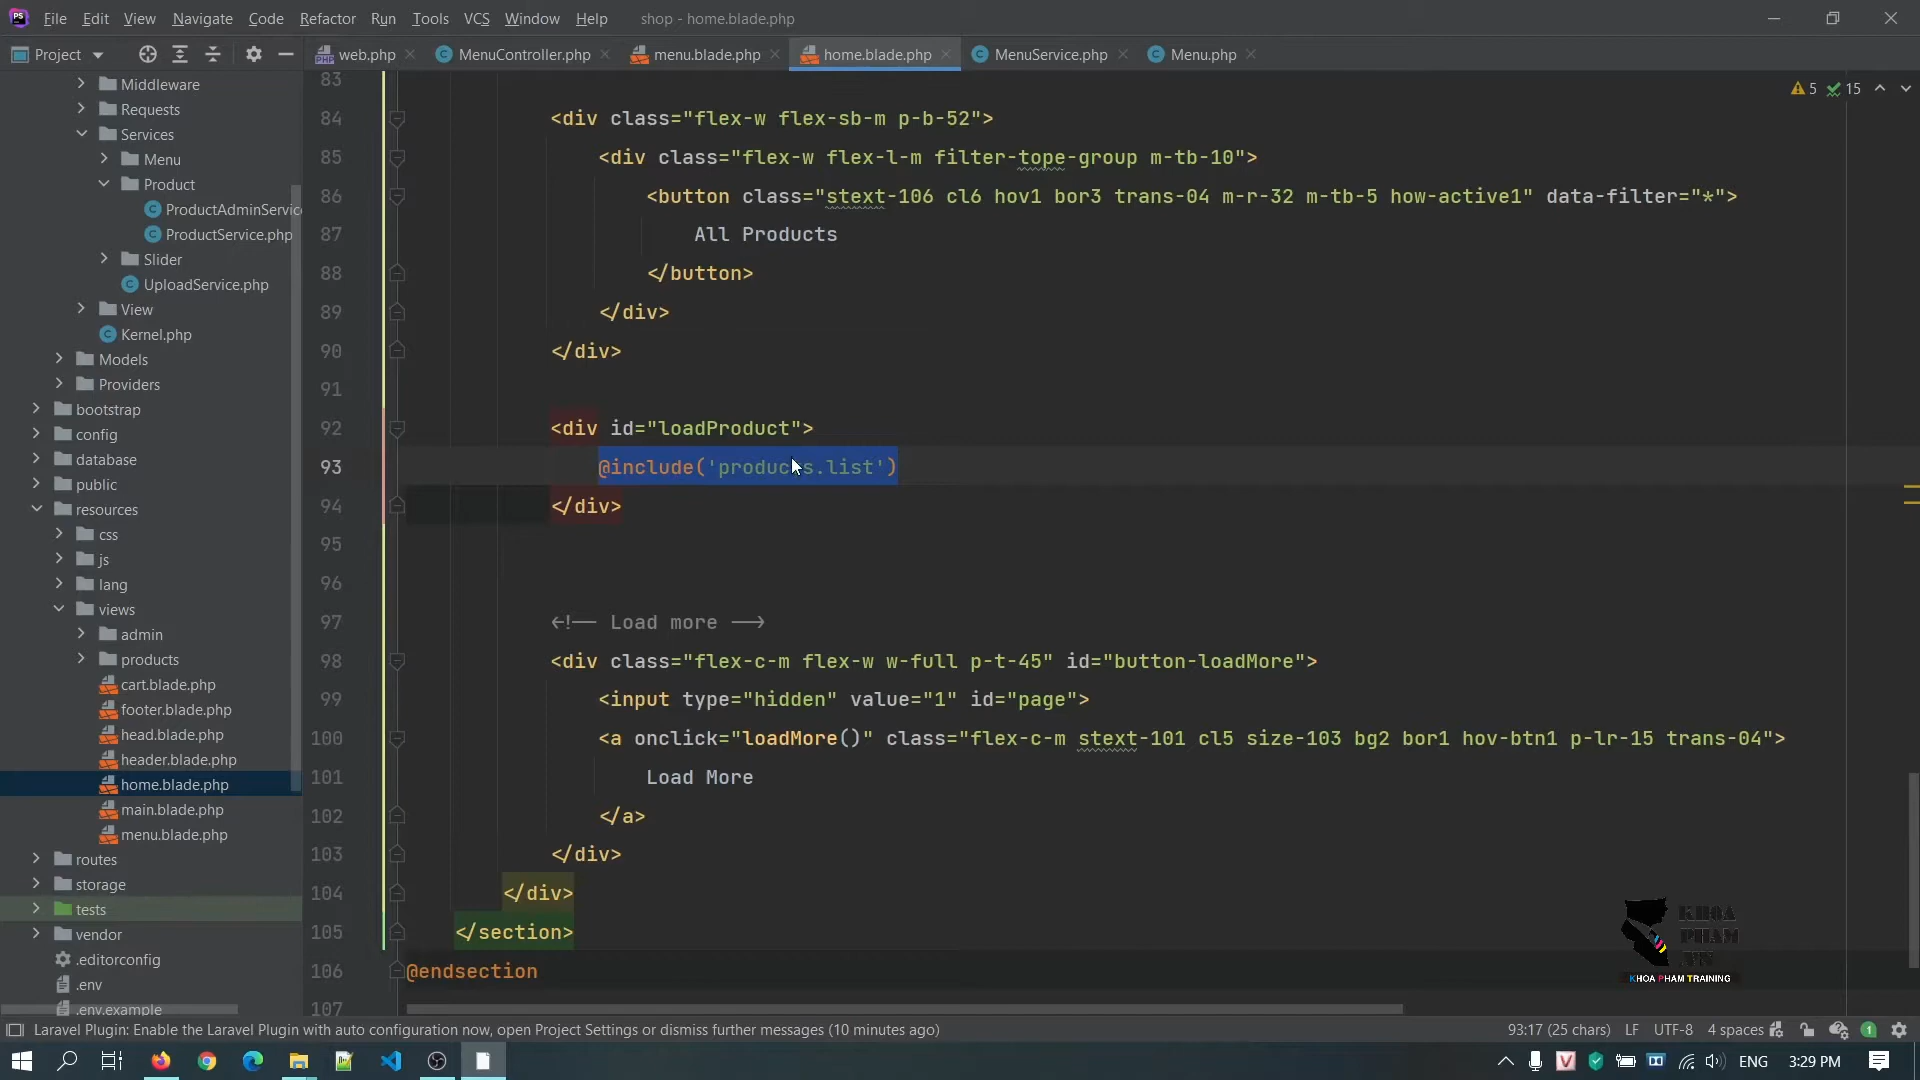 PS File Edit View Navigate Code Refactor Run Tools VCS Window Help shop - home.blade.php
Project web.php MenuController.php menu.blade.php home.blade.php MenuService.php Menu.php
Middleware
Requests
Services
Menu
Product
ProductAdminServic
ProductService.php
Slider
UploadService.php
View
Kernel.php
Models
Providers
bootstrap
config
database
public
resources
css
js
lang
views
admin
products
cart.blade.php
footer.blade.php
head.blade.php
header.blade.php
home.blade.php
main.blade.php
menu.blade.php
routes
storage
tests
vendor
.editorconfig
.env
.env.example
5 15
83
84 <div class="flex-w flex-sb-m p-b-52">
85 <div class="flex-w flex-l-m filter-tope-group m-tb-10">
86 <button class="stext-106 cl6 hov1 bor3 trans-04 m-r-32 m-tb-5 how-active1" data-filter="*">
87 All Products
88 </button>
89 </div>
90 </div>
91
92 <div id="loadProduct">
93 @include('products.list')
94 </div>
95
96
97 <!-- Load more -->
98 <div class="flex-c-m flex-w w-full p-t-45" id="button-loadMore">
99 <input type="hidden" value="1" id="page">
100 <a onclick="loadMore()" class="flex-c-m stext-101 cl5 size-103 bg2 bor1 hov-btn1 p-lr-15 trans-04">
101 Load More
102 </a>
103 </div>
104 </div>
105 </section>
106 @endsection
107
KHOA
PHAM
.VN
KHOA PHAM TRAINING
Laravel Plugin: Enable the Laravel Plugin with auto configuration now, open Project Settings or dismiss further messages (10 minutes ago) 93:17 (25 chars) LF UTF-8 4 spaces 1
ENG 3:29 PM